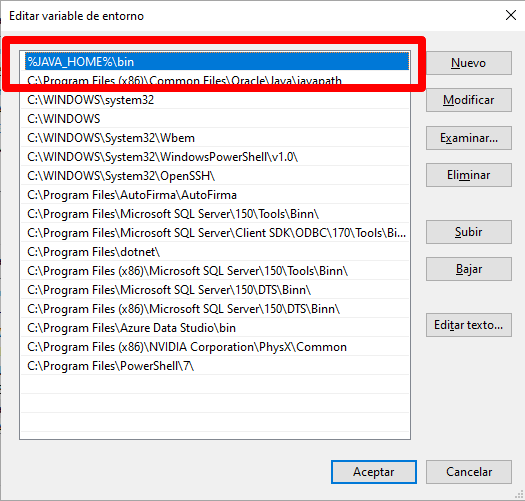 Editar variable de entorno
%JAVA_HOME%\bin
Nuevo
C:\Program Files (x86)\Common Files\Oracle\Java\javapath
C:\WINDOWS\system32
Modificar
C:\WINDOWS
C:\WINDOWS\System32\Wbem
Examinar...
C:\WINDOWS\System32\WindowsPowerShell\v1.0\
C:\WINDOWS\System32\OpenSSH\
Eliminar
C:\Program Files\AutoFirma\AutoFirma
C:\Program Files\Microsoft SQL Server\150\Tools\Binn\
C:\Program Files\Microsoft SQL Server\Client SDK\ODBC\170\Tools\Bi...
Subir
C:\Program Files\dotnet\
C:\Program Files (x86)\Microsoft SQL Server\150\Tools\Binn\
Bajar
C:\Program Files\Microsoft SQL Server\150\DTS\Binn\
C:\Program Files (x86)\Microsoft SQL Server\150\DTS\Binn\
C:\Program Files\Azure Data Studio\bin
Editar texto...
C:\Program Files (x86)\NVIDIA Corporation\PhysX\Common
C:\Program Files\PowerShell\7\
Aceptar
Cancelar